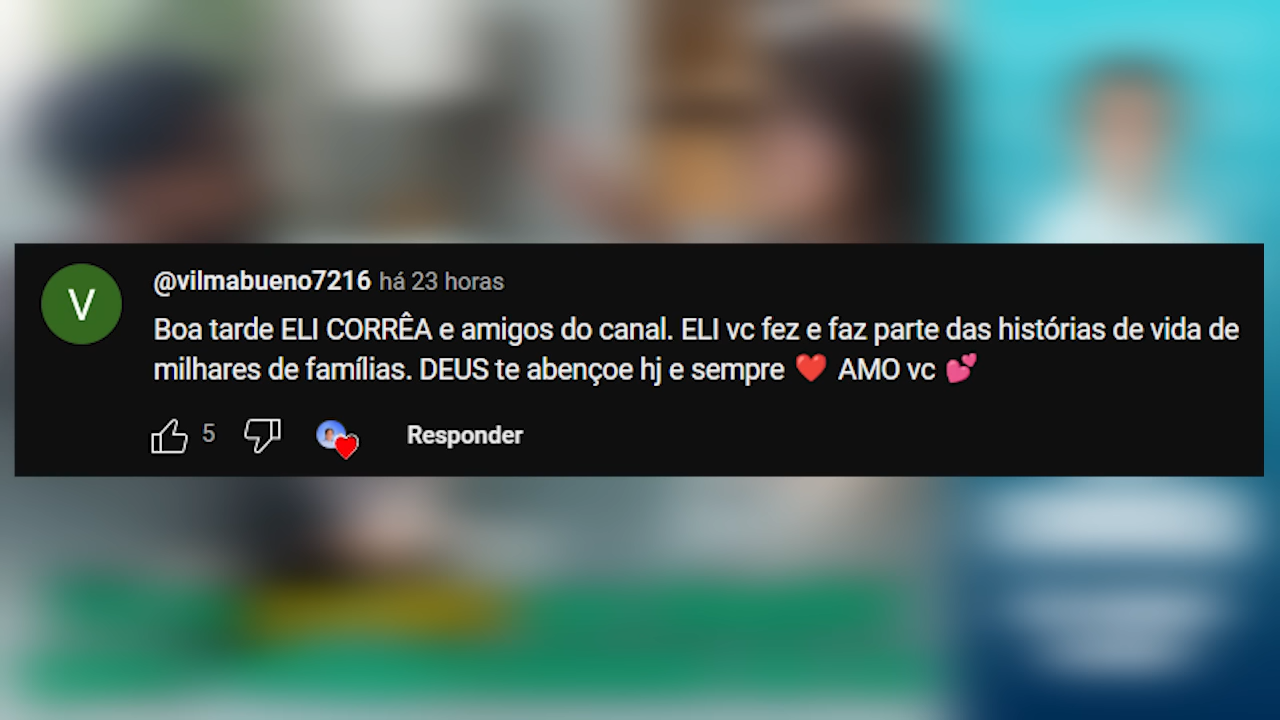 V
@vilmabueno7216 há 23 horas
Boa tarde ELI CORRÊA e amigos do canal. ELI vc fez e faz parte das histórias de vida de
milhares de famílias. DEUS te abençoe hj e sempre ❤️ AMO vc 💕
5
Responder